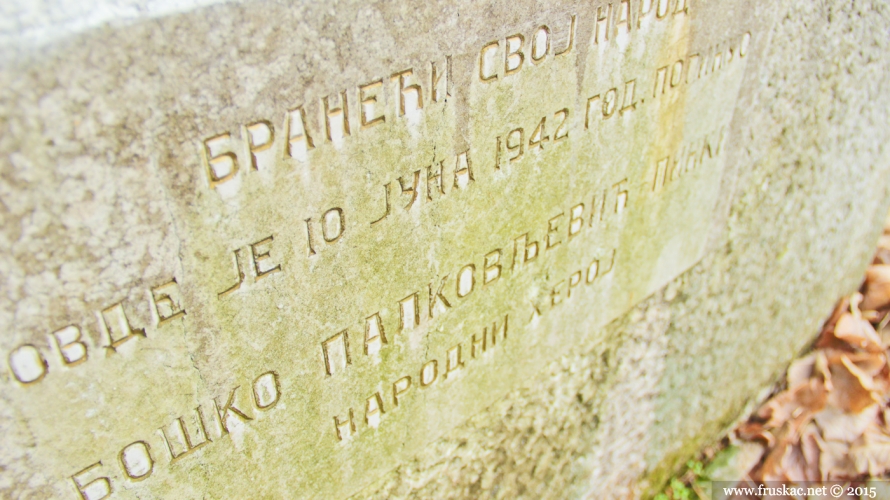 БРАНЕЋИ СВОЈ НАРОД
ОВДЕ ЈЕ 10 ЈУНА 1942 ГОД. ПОГИНУО
БОШКО ПАЛКОВЉЕВИЋ - ПИНКИ
НАРОДНИ ХЕРОЈ
www.fruskac.net © 2015